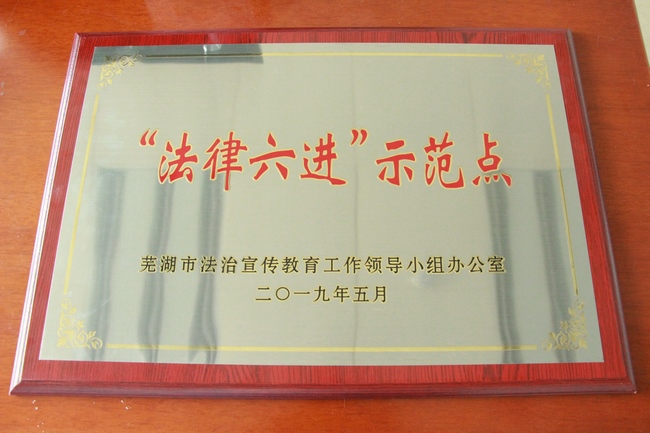 “法律六进”示范点
芜湖市法治宣传教育工作领导小组办公室
二〇一九年五月